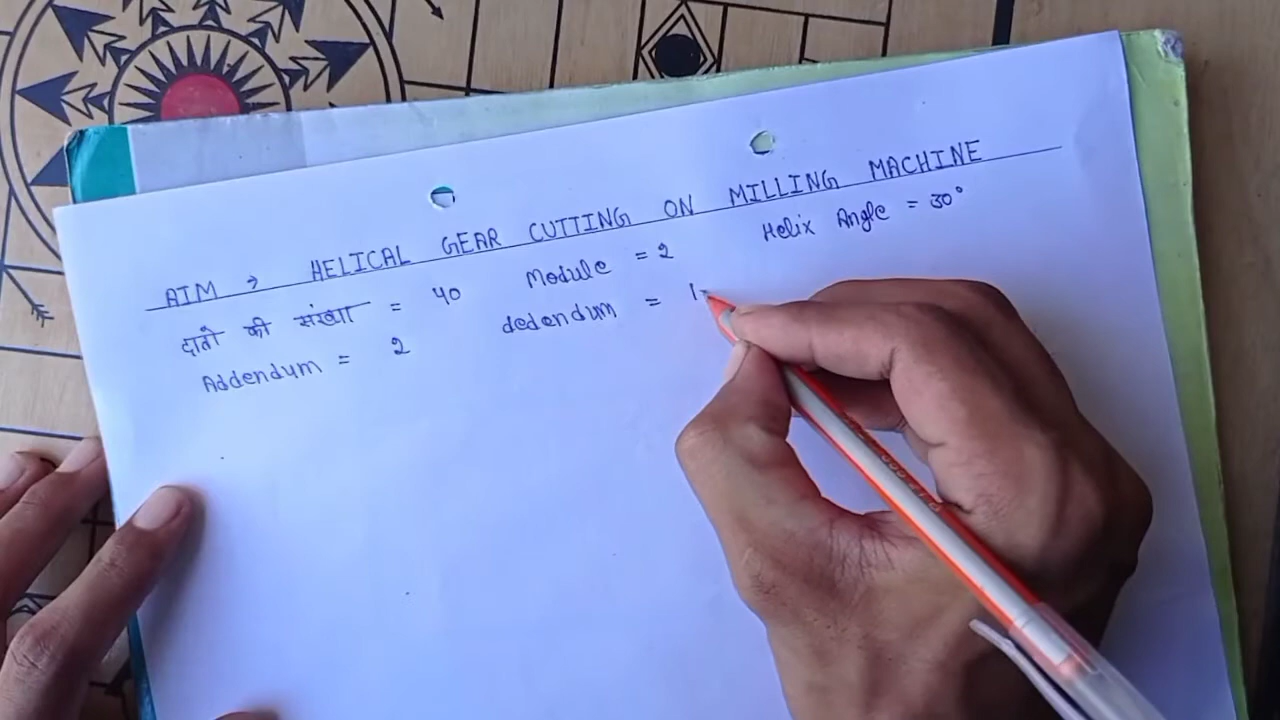 AIM → HELICAL GEAR CUTTING ON MILLING MACHINE
दातो की संख्या = 40 Module = 2 Helix Angle = 30°
Addendum = 2 dedendum = 1